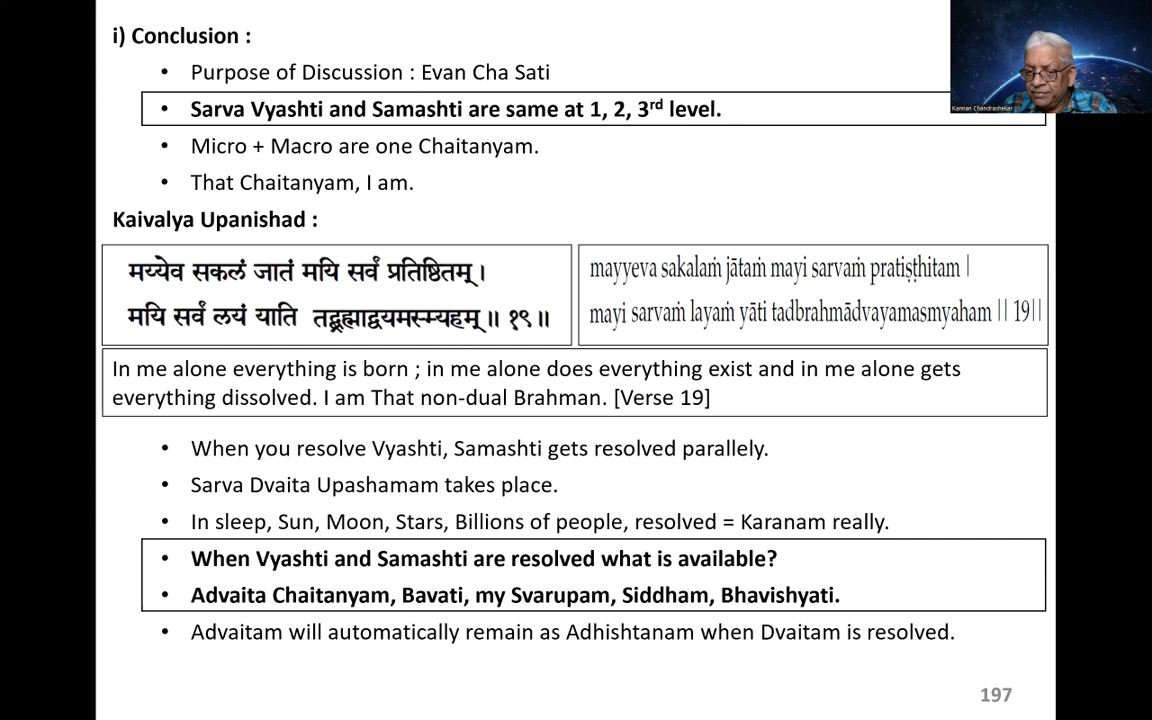 i) Conclusion :
• Purpose of Discussion : Evan Cha Sati
• Sarva Vyashti and Samashti are same at 1, 2, 3rd level.
• Micro + Macro are one Chaitanyam.
• That Chaitanyam, I am.
Kaivalya Upanishad :
मय्येव सकलं जातं मयि सर्वं प्रतिष्ठितम् ।
मयि सर्वं लयं याति तद्ब्रह्माद्वयमस्म्यहम् ॥ १९ ॥
mayyeva sakalaṁ jātaṁ mayi sarvaṁ pratiṣṭhitam |
mayi sarvaṁ layaṁ yāti tadbrahmādvayamasmyaham || 19||
In me alone everything is born ; in me alone does everything exist and in me alone gets
everything dissolved. I am That non-dual Brahman. [Verse 19]
• When you resolve Vyashti, Samashti gets resolved parallely.
• Sarva Dvaita Upashamam takes place.
• In sleep, Sun, Moon, Stars, Billions of people, resolved = Karanam really.
• When Vyashti and Samashti are resolved what is available?
• Advaita Chaitanyam, Bavati, my Svarupam, Siddham, Bhavishyati.
• Advaitam will automatically remain as Adhishtanam when Dvaitam is resolved.
197
Kannan Chandrashekar